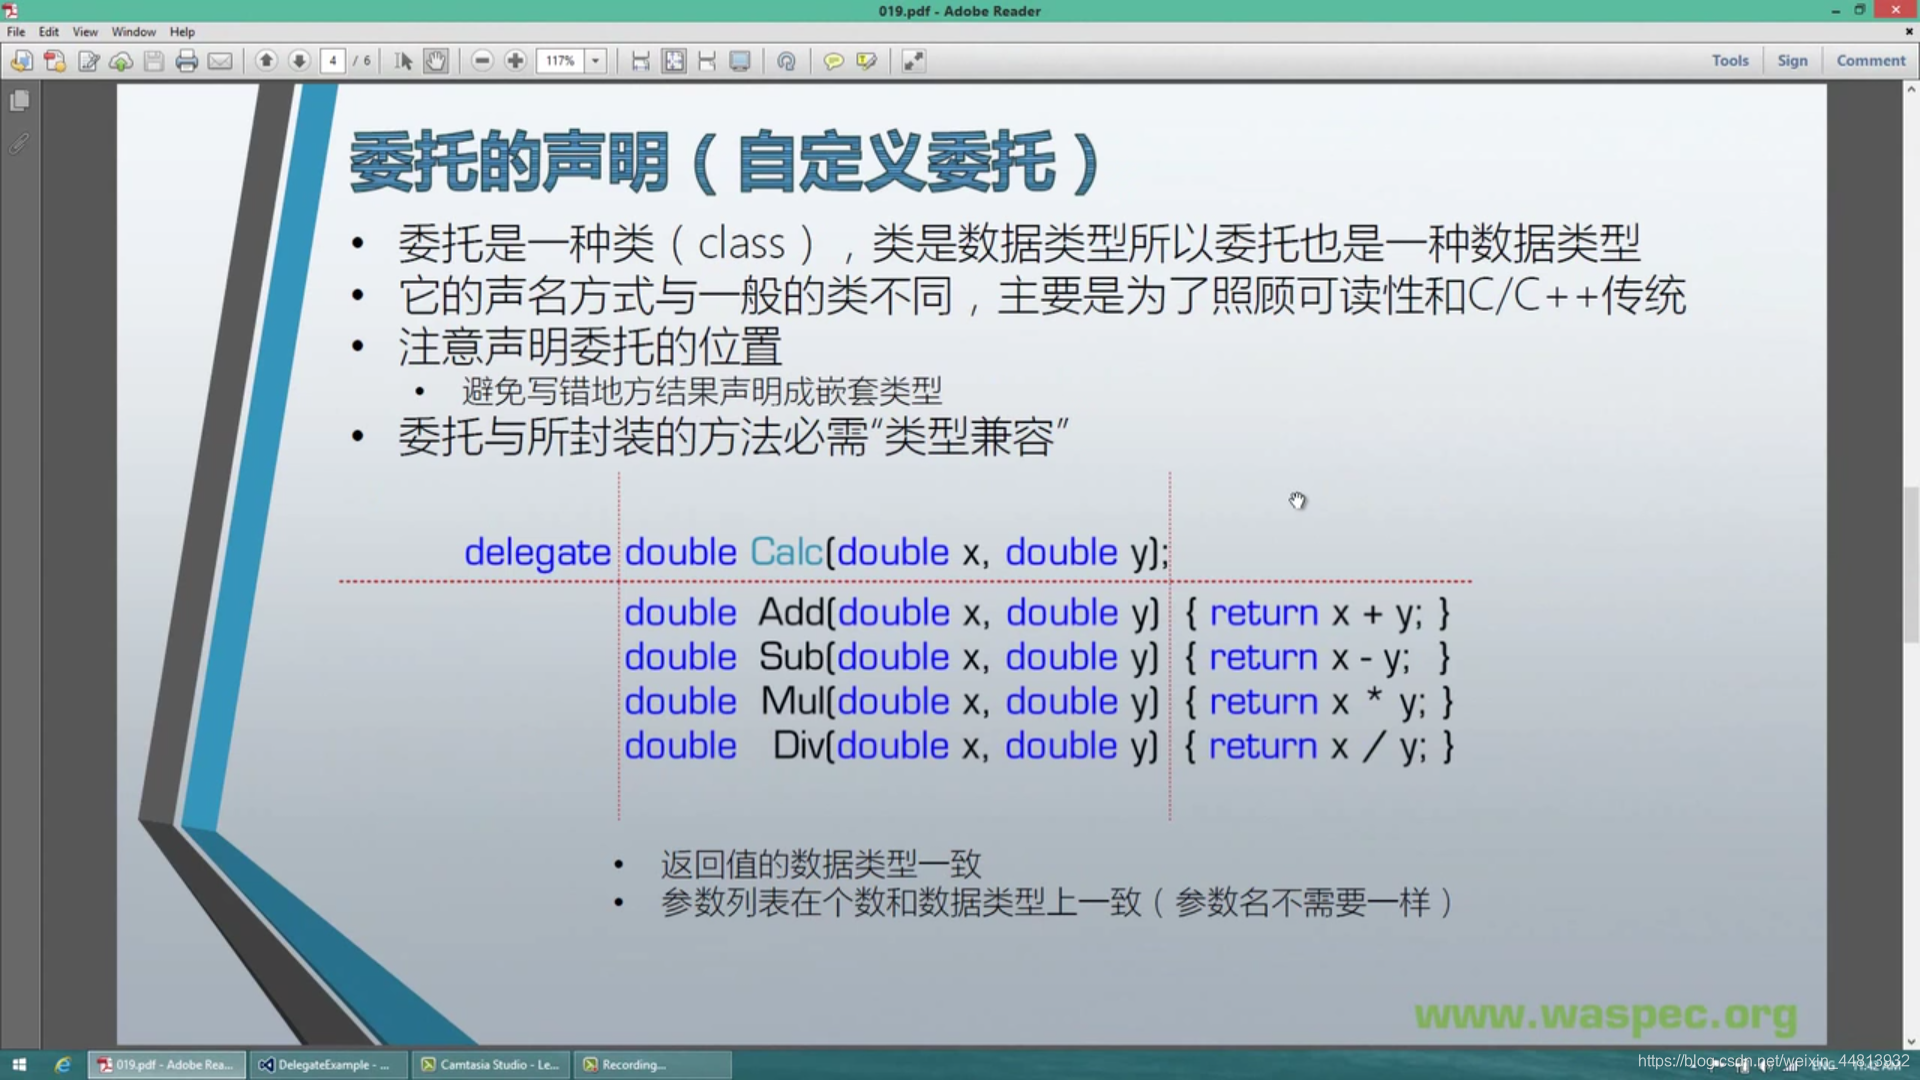 019.pdf - Adobe Reader
File Edit View Window Help
4 / 6 117% Tools Sign Comment
委托的声明（自定义委托）
• 委托是一种类（class），类是数据类型所以委托也是一种数据类型
• 它的声名方式与一般的类不同，主要是为了照顾可读性和C/C++传统
• 注意声明委托的位置
• 避免写错地方结果声明成嵌套类型
• 委托与所封装的方法必需“类型兼容”
delegate double Calc(double x, double y);
double Add(double x, double y) { return x + y; }
double Sub(double x, double y) { return x - y; }
double Mul(double x, double y) { return x * y; }
double Div(double x, double y) { return x / y; }
• 返回值的数据类型一致
• 参数列表在个数和数据类型上一致（参数名不需要一样）
www.waspec.org
019.pdf - Adobe Rea... DelegateExample - ... Camtasia Studio - Le... Recording...
https://blog.csdn.net/weixin_44813932